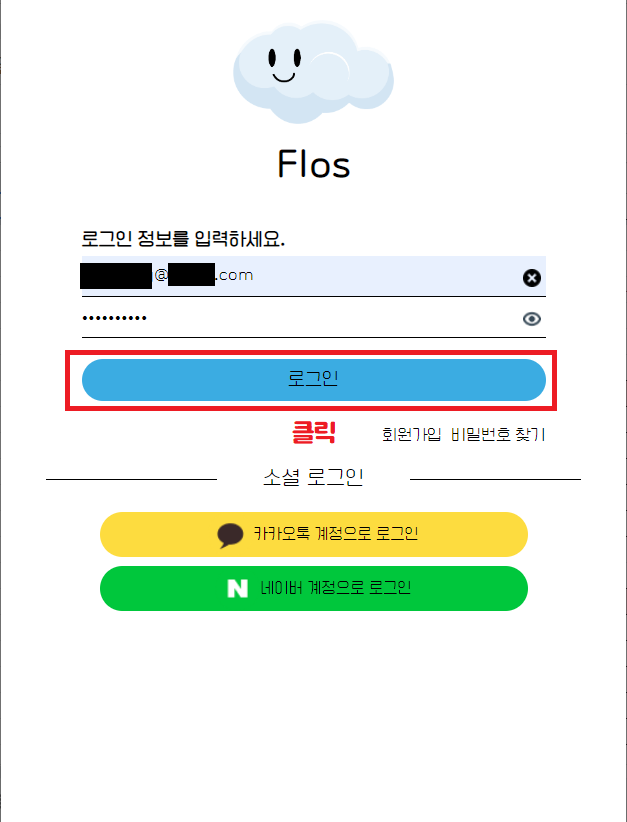 Flos
로그인 정보를 입력하세요.
@ .com
••••••••••
로그인
클릭
회원가입 비밀번호 찾기
소셜 로그인
카카오톡 계정으로 로그인
N 네이버 계정으로 로그인